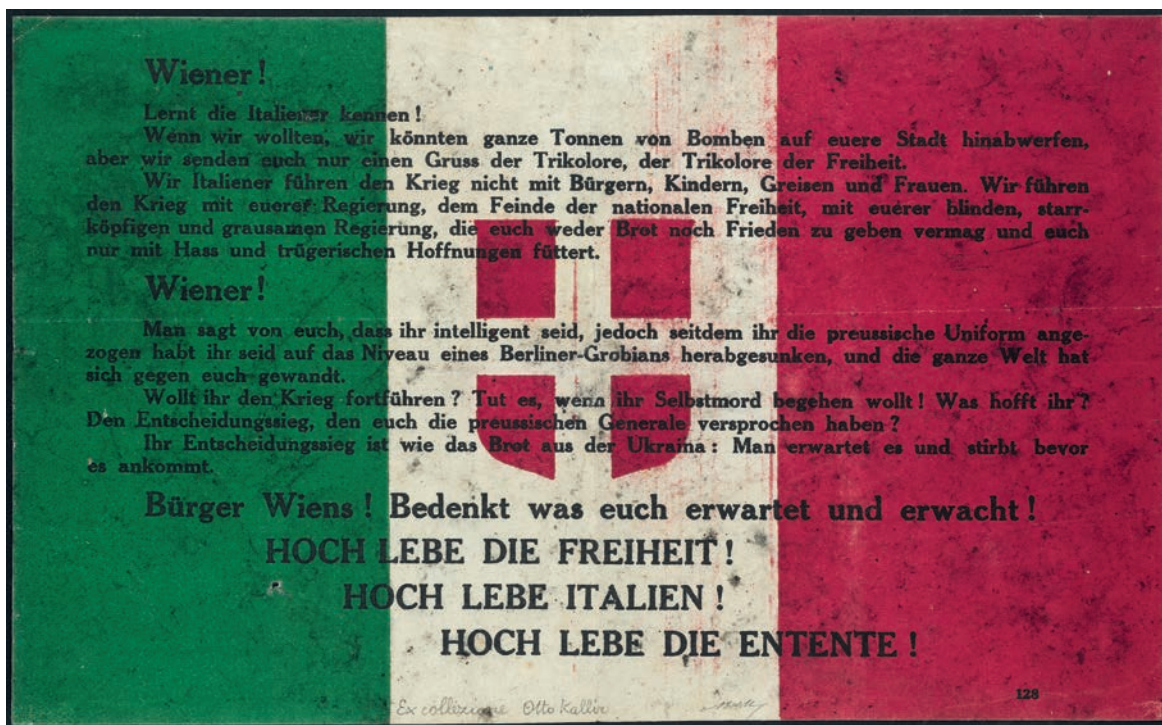 Wiener!
Lernt die Italiener kennen!
Wenn wir wollten, wir könnten ganze Tonnen von Bomben auf euere Stadt hinabwerfen,
aber wir senden euch nur einen Gruss der Trikolore, der Trikolore der Freiheit.
Wir Italiener führen den Krieg nicht mit Bürgern, Kindern, Greisen und Frauen. Wir führen
den Krieg mit euerer Regierung, dem Feinde der nationalen Freiheit, mit euerer blinden, starr-
köpfigen und grausamen Regierung, die euch weder Brot noch Frieden zu geben vermag und euch
nur mit Hass und trügerischen Hoffnungen füttert.
Wiener!
Man sagt von euch, dass ihr intelligent seid, jedoch seitdem ihr die preussische Uniform ange-
zogen habt ihr seid auf das Niveau eines Berliner-Grobians herabgesunken, und die ganze Welt hat
sich gegen euch gewandt.
Wollt ihr den Krieg fortführen? Tut es, wenn ihr Selbstmord begehen wollt! Was hofft ihr?
Den Entscheidungssieg, den euch die preussischen Generale versprochen haben?
Ihr Entscheidungssieg ist wie das Brot aus der Ukraina: Man erwartet es und stirbt bevor
es ankommt.
Bürger Wiens! Bedenkt was euch erwartet und erwacht!
HOCH LEBE DIE FREIHEIT!
HOCH LEBE ITALIEN!
HOCH LEBE DIE ENTENTE!
128
Ex collezione Otto Kallir